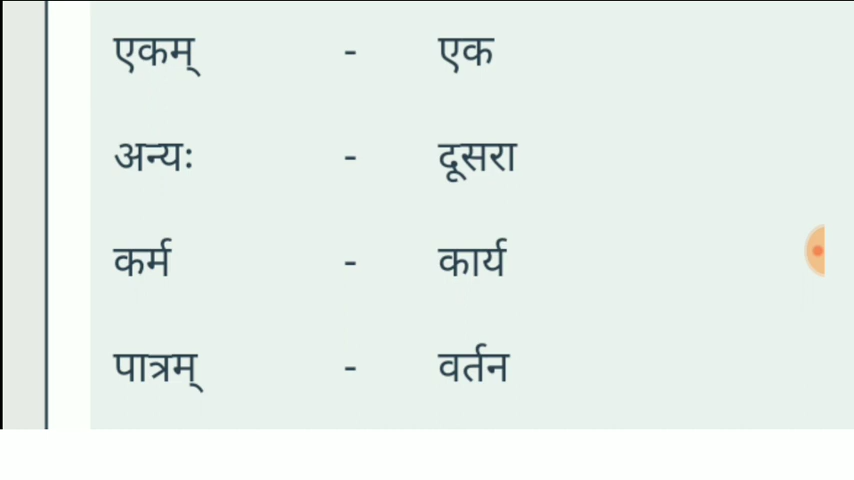 एकम् - एक
अन्यः - दूसरा
कर्म - कार्य
पात्रम् - वर्तन